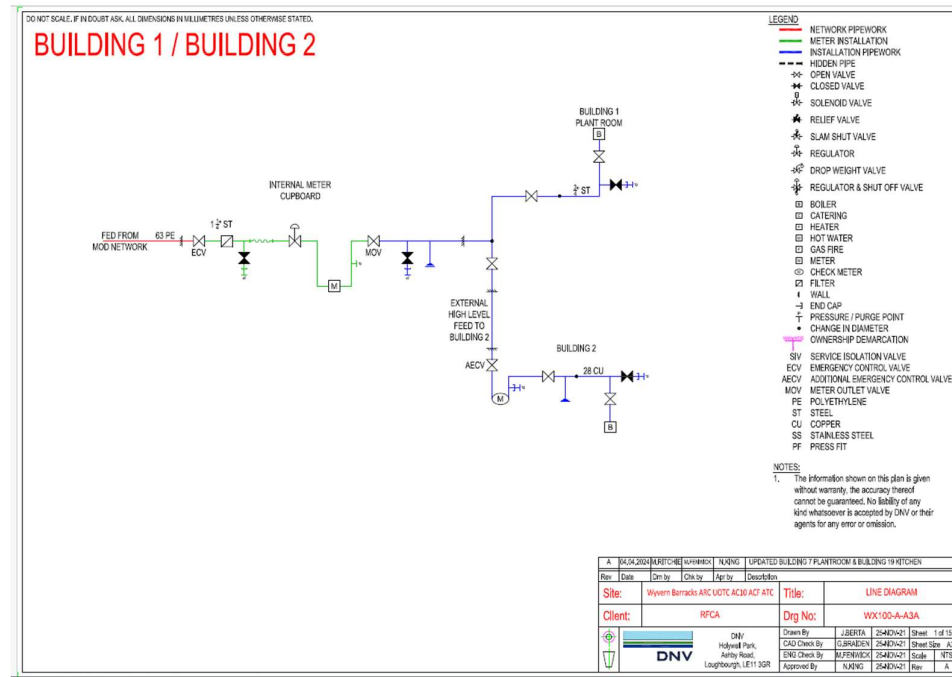 DO NOT SCALE, IF IN DOUBT ASK. ALL DIMENSIONS IN MILLIMETRES UNLESS OTHERWISE STATED.
BUILDING 1 / BUILDING 2
LEGEND
NETWORK PIPEWORK
METER INSTALLATION
INSTALLATION PIPEWORK
HIDDEN PIPE
OPEN VALVE
CLOSED VALVE
SOLENOID VALVE
RELIEF VALVE
SLAM SHUT VALVE
REGULATOR
DROP WEIGHT VALVE
REGULATOR & SHUT OFF VALVE
BOILER
CATERING
HEATER
HOT WATER
GAS FIRE
METER
CHECK METER
FILTER
WALL
END CAP
PRESSURE / PURGE POINT
CHANGE IN DIAMETER
OWNERSHIP DEMARCATION
SIV SERVICE ISOLATION VALVE
ECV EMERGENCY CONTROL VALVE
AECV ADDITIONAL EMERGENCY CONTROL VALVE
MOV METER OUTLET VALVE
PE POLYETHYLENE
ST STEEL
CU COPPER
SS STAINLESS STEEL
PF PRESS FIT
NOTES:
1. The information shown on this plan is given
without warranty, the accuracy thereof
cannot be guaranteed. No liability of any
kind whatsoever is accepted by DNV or their
agents for any error or omission.
BUILDING 1
PLANT ROOM
B
ST
INTERNAL METER
CUPBOARD
FED FROM
MOD NETWORK
63 PE
ECV
1 ½" ST
M
MOV
EXTERNAL
HIGH LEVEL
FEED TO
BUILDING 2
AECV
M
BUILDING 2
28 CU
B
A 04.04.2024 M.RITCHIE M.FENWICK N.KING UPDATED BUILDING 7 PLANTROOM & BUILDING 19 KITCHEN
Rev Date Drn by Chk by Apr by Description
Site: Wyvern Barracks ARC UOTC AC10 ACF ATC Title: LINE DIAGRAM
Client: RFCA Drg No: WX100-A-A3A
DNV
DNV
Holywell Park,
Ashby Road,
Loughbourgh, LE11 3GR
Drawn By J.BERTA 25-NOV-21 Sheet 1 of 15
CAD Check By G.BRAIDEN 25-NOV-21 Sheet Size
ENG Check By M.FENWICK 25-NOV-21 Scale NTS
Approved By N.KING 25-NOV-21 Rev A